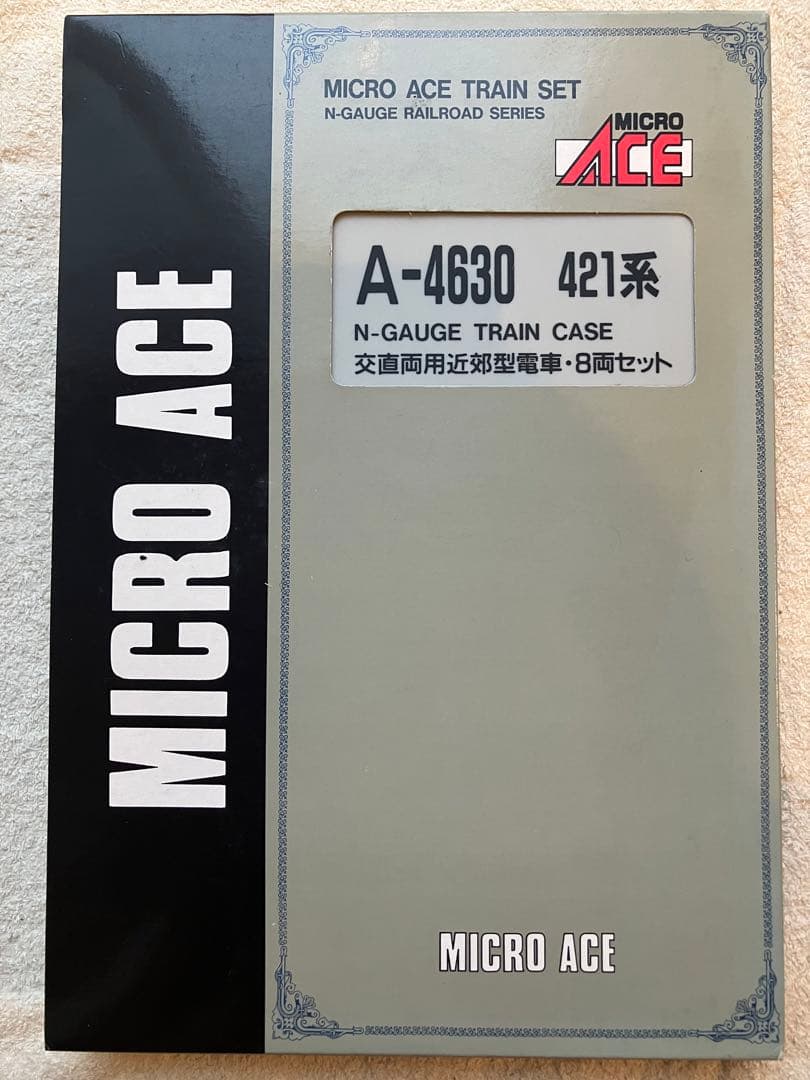 MICRO ACE
MICRO ACE TRAIN SET
N-GAUGE RAILROAD SERIES
MICRO
ACE
A-4630 421系
N-GAUGE TRAIN CASE
交直両用近郊型電車・8両セット
MICRO ACE